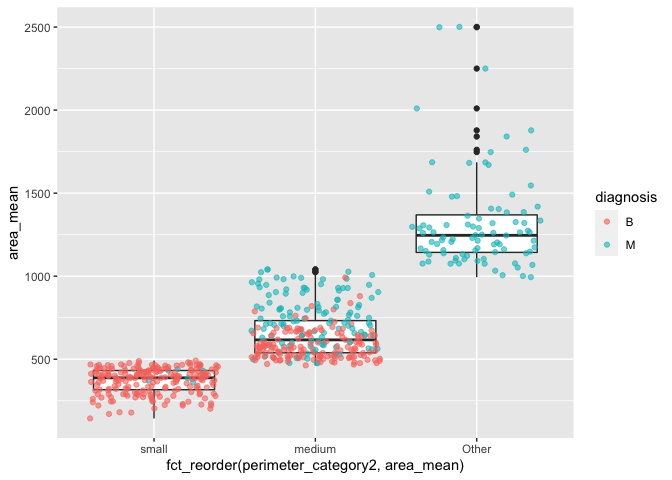 2500
2000
1500
1000
500
area_mean
small medium Other
fct_reorder(perimeter_category2, area_mean)
diagnosis
B
M